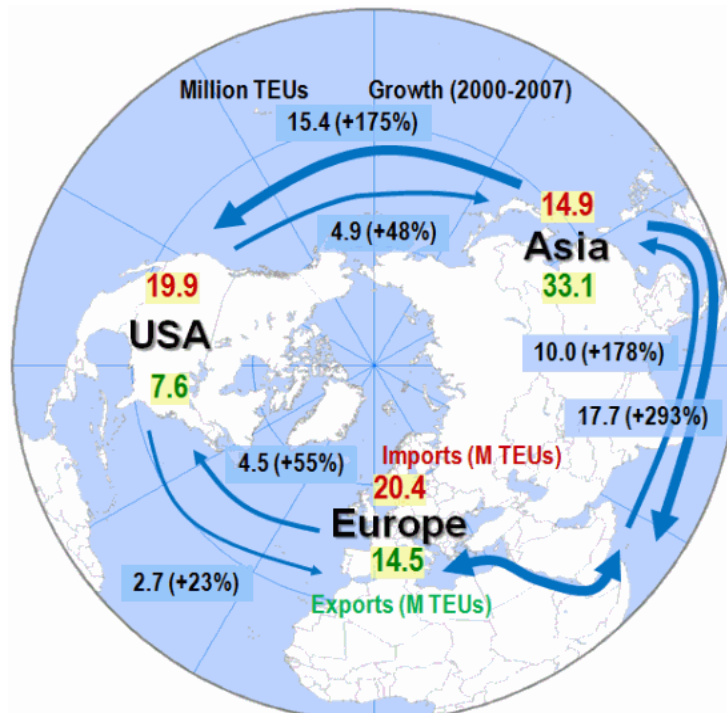 Million TEUs Growth (2000-2007)
15.4 (+175%)
4.9 (+48%)
14.9
Asia
33.1
19.9
USA
7.6
10.0 (+178%)
17.7 (+293%)
4.5 (+55%)
Imports (M TEUs)
20.4
Europe
14.5
2.7 (+23%)
Exports (M TEUs)